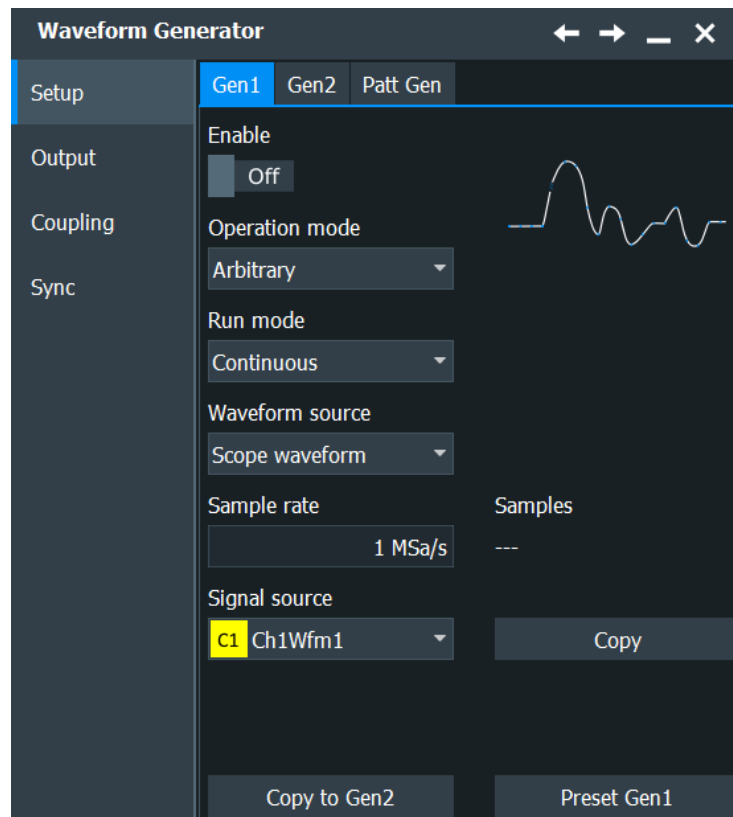 Waveform Generator
Setup
Output
Coupling
Sync
Gen1 Gen2 Patt Gen
Enable
Off
Operation mode
Arbitrary
Run mode
Continuous
Waveform source
Scope waveform
Sample rate Samples
1 MSa/s ---
Signal source
C1 Ch1Wfm1 Copy
Copy to Gen2 Preset Gen1